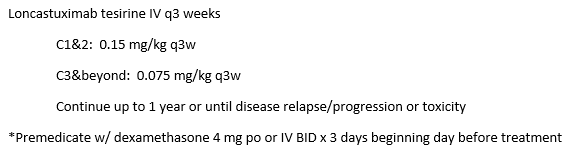 Loncastuximab tesirine IV q3 weeks
C1&2:  0.15 mg/kg q3w
C3&beyond:  0.075 mg/kg q3w
Continue up to 1 year or until disease relapse/progression or toxicity
*Premedicate w/ dexamethasone 4 mg po or IV BID x 3 days beginning day before treatment